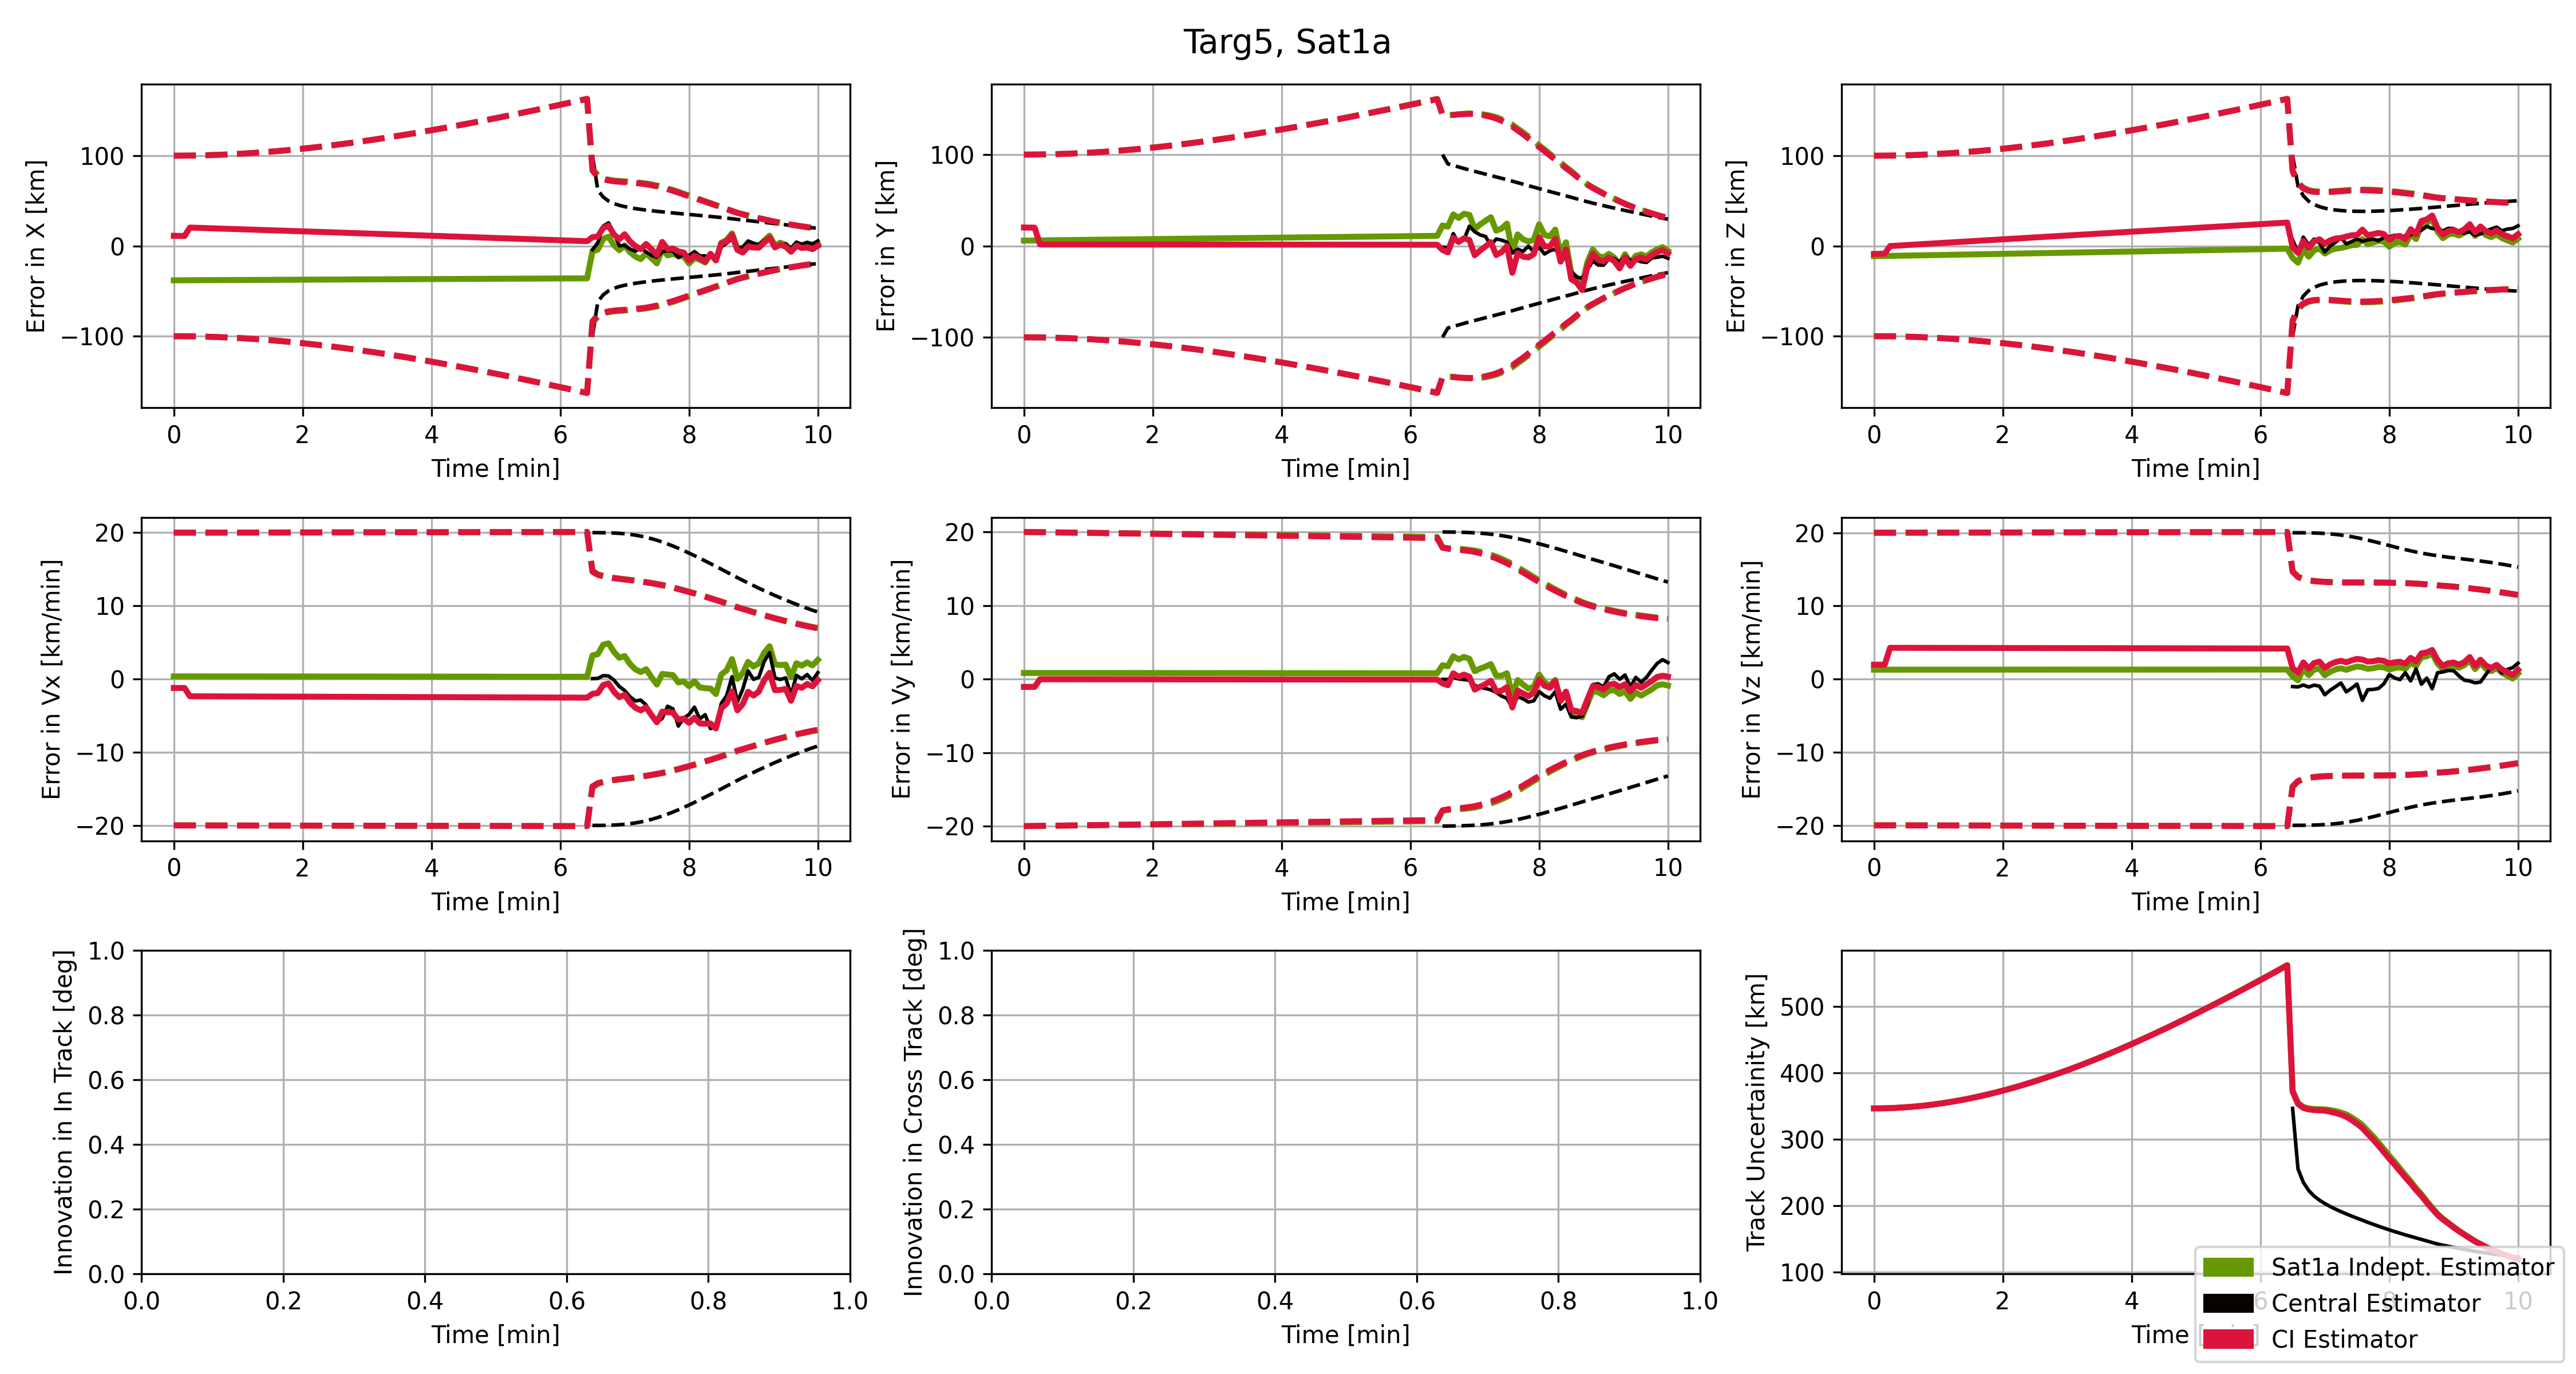 Targ5, Sat1a
Error in X [km]
100
0
−100
0 2 4 6 8 10
Time [min]
Error in Y [km]
100
0
−100
0 2 4 6 8 10
Time [min]
Error in Z [km]
100
0
−100
0 2 4 6 8 10
Time [min]
Error in Vx [km/min]
20
10
0
−10
−20
0 2 4 6 8 10
Time [min]
Error in Vy [km/min]
20
10
0
−10
−20
0 2 4 6 8 10
Time [min]
Error in Vz [km/min]
20
10
0
−10
−20
0 2 4 6 8 10
Time [min]
Innovation in In Track [deg]
1.0
0.8
0.6
0.4
0.2
0.0
0.0 0.2 0.4 0.6 0.8 1.0
Time [min]
Innovation in Cross Track [deg]
1.0
0.8
0.6
0.4
0.2
0.0
0.0 0.2 0.4 0.6 0.8 1.0
Time [min]
Track Uncertainity [km]
500
400
300
200
100
0 2 4 6 8 10
Time
Sat1a Indept. Estimator
Central Estimator
CI Estimator